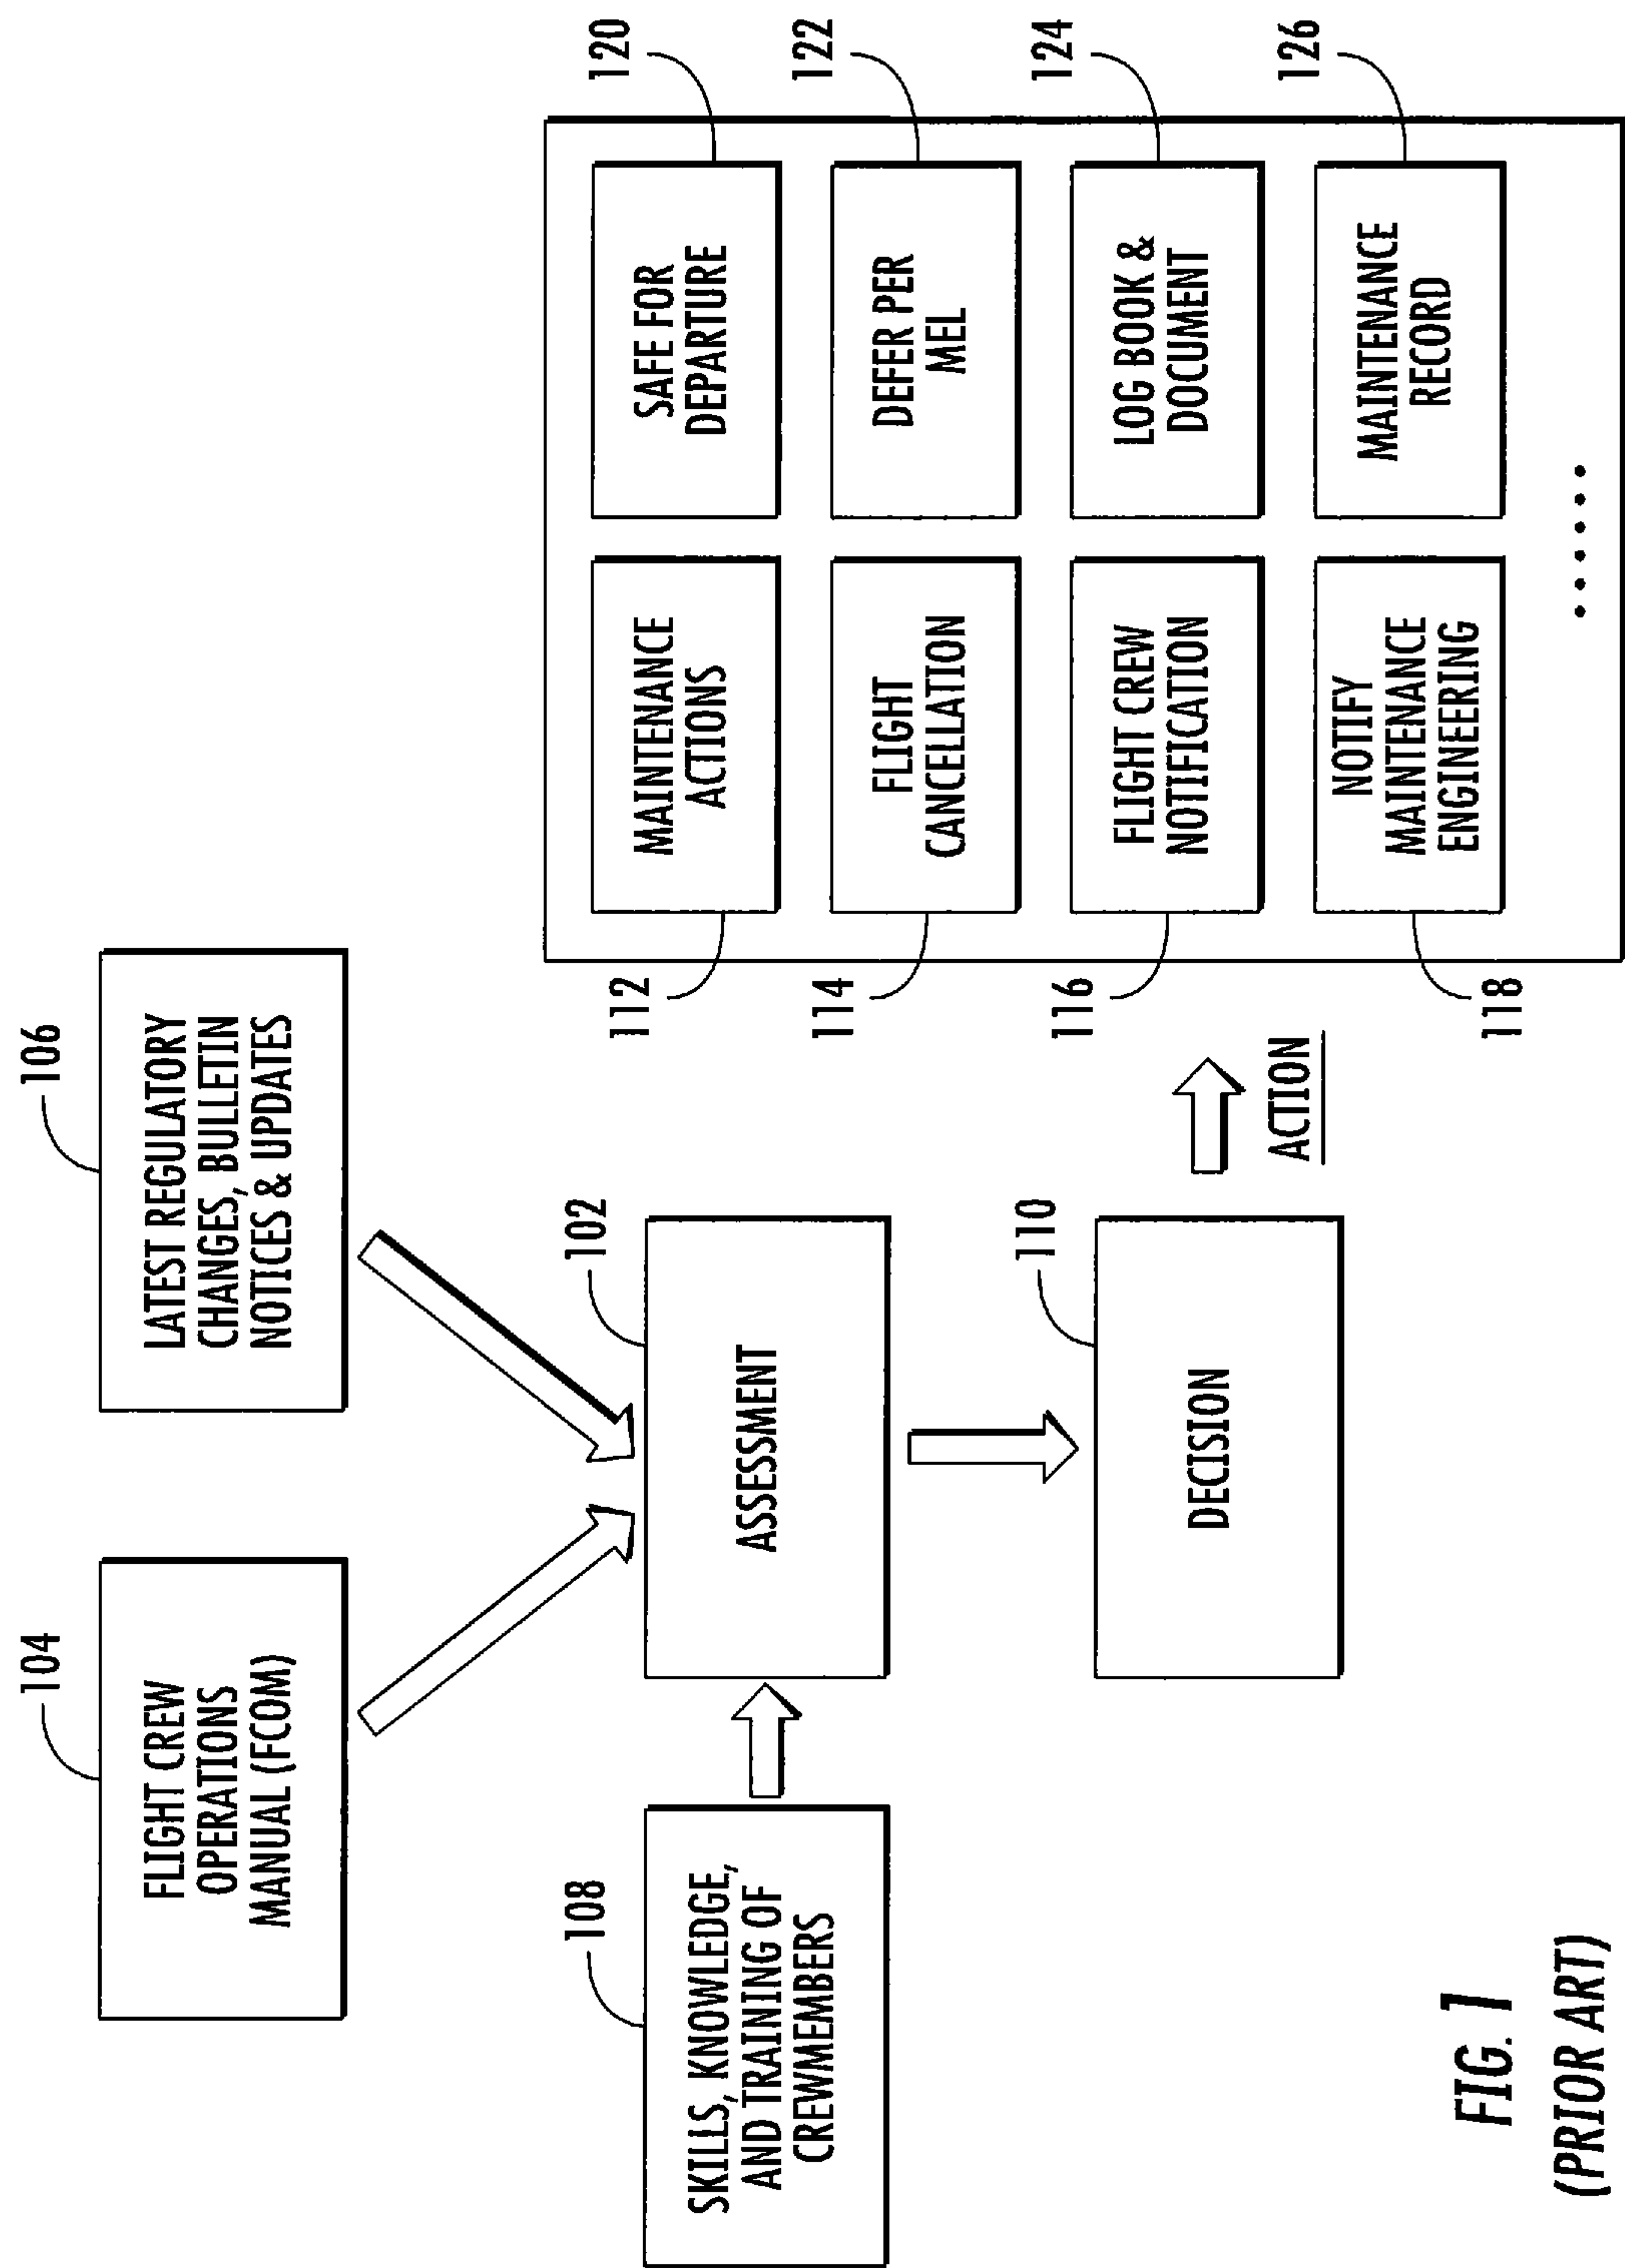 104
FLIGHT CREW
OPERATIONS
MANUAL (FCOM)
106
LATEST REGULATORY
CHANGES, BULLETIN
NOTICES & UPDATES
108
SKILLS, KNOWLEDGE,
AND TRAINING OF
CREWMEMBERS
102
ASSESSMENT
110
DECISION
ACTION
112
MAINTENANCE
ACTIONS
120
SAFE FOR
DEPARTURE
114
FLIGHT
CANCELLATION
122
DEFER PER
MEL
116
FLIGHT CREW
NOTIFICATION
124
LOG BOOK &
DOCUMENT
118
NOTIFY
MAINTENANCE
ENGINEERING
126
MAINTENANCE
RECORD
......
FIG. 1
(PRIOR ART)